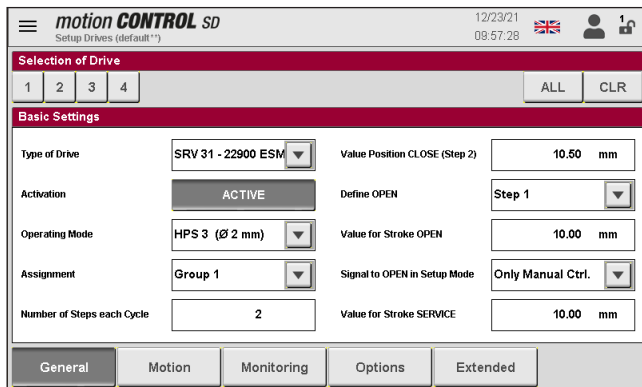 motion CONTROL SD
Setup Drives (default**)
12/23/21
09:57:28
1
Selection of Drive
1 2 3 4 ALL CLR
Basic Settings
Type of Drive SRV 31 - 22900 ESM Value Position CLOSE (Step 2) 10.50 mm
Activation ACTIVE Define OPEN Step 1
Operating Mode HPS 3 (Ø 2 mm) Value for Stroke OPEN 10.00 mm
Assignment Group 1 Signal to OPEN in Setup Mode Only Manual Ctrl.
Number of Steps each Cycle 2 Value for Stroke SERVICE 10.00 mm
General Motion Monitoring Options Extended